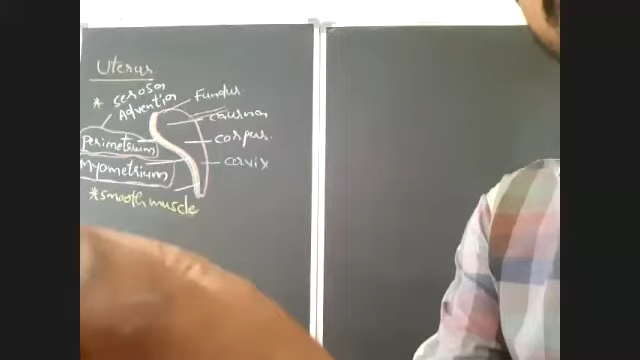 Uterus
* serosa
Adventia
Fundus
Perimetrium
corpus
Myometrium
cervix
* smooth muscle